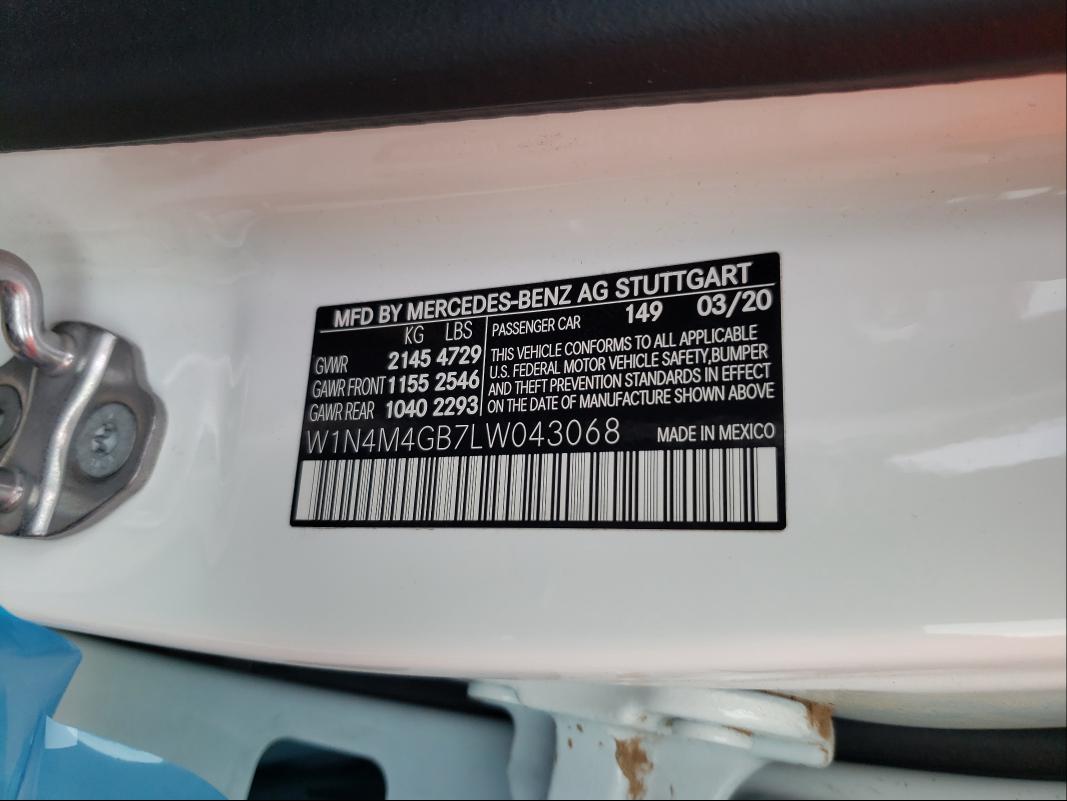 MFD BY MERCEDES-BENZ AG STUTTGART
KG LBS
GVWR 2145 4729
GAWR FRONT 1155 2546
GAWR REAR 1040 2293
PASSENGER CAR 149 03/20
THIS VEHICLE CONFORMS TO ALL APPLICABLE
U.S. FEDERAL MOTOR VEHICLE SAFETY,BUMPER
AND THEFT PREVENTION STANDARDS IN EFFECT
ON THE DATE OF MANUFACTURE SHOWN ABOVE
W1N4M4GB7LW043068 MADE IN MEXICO